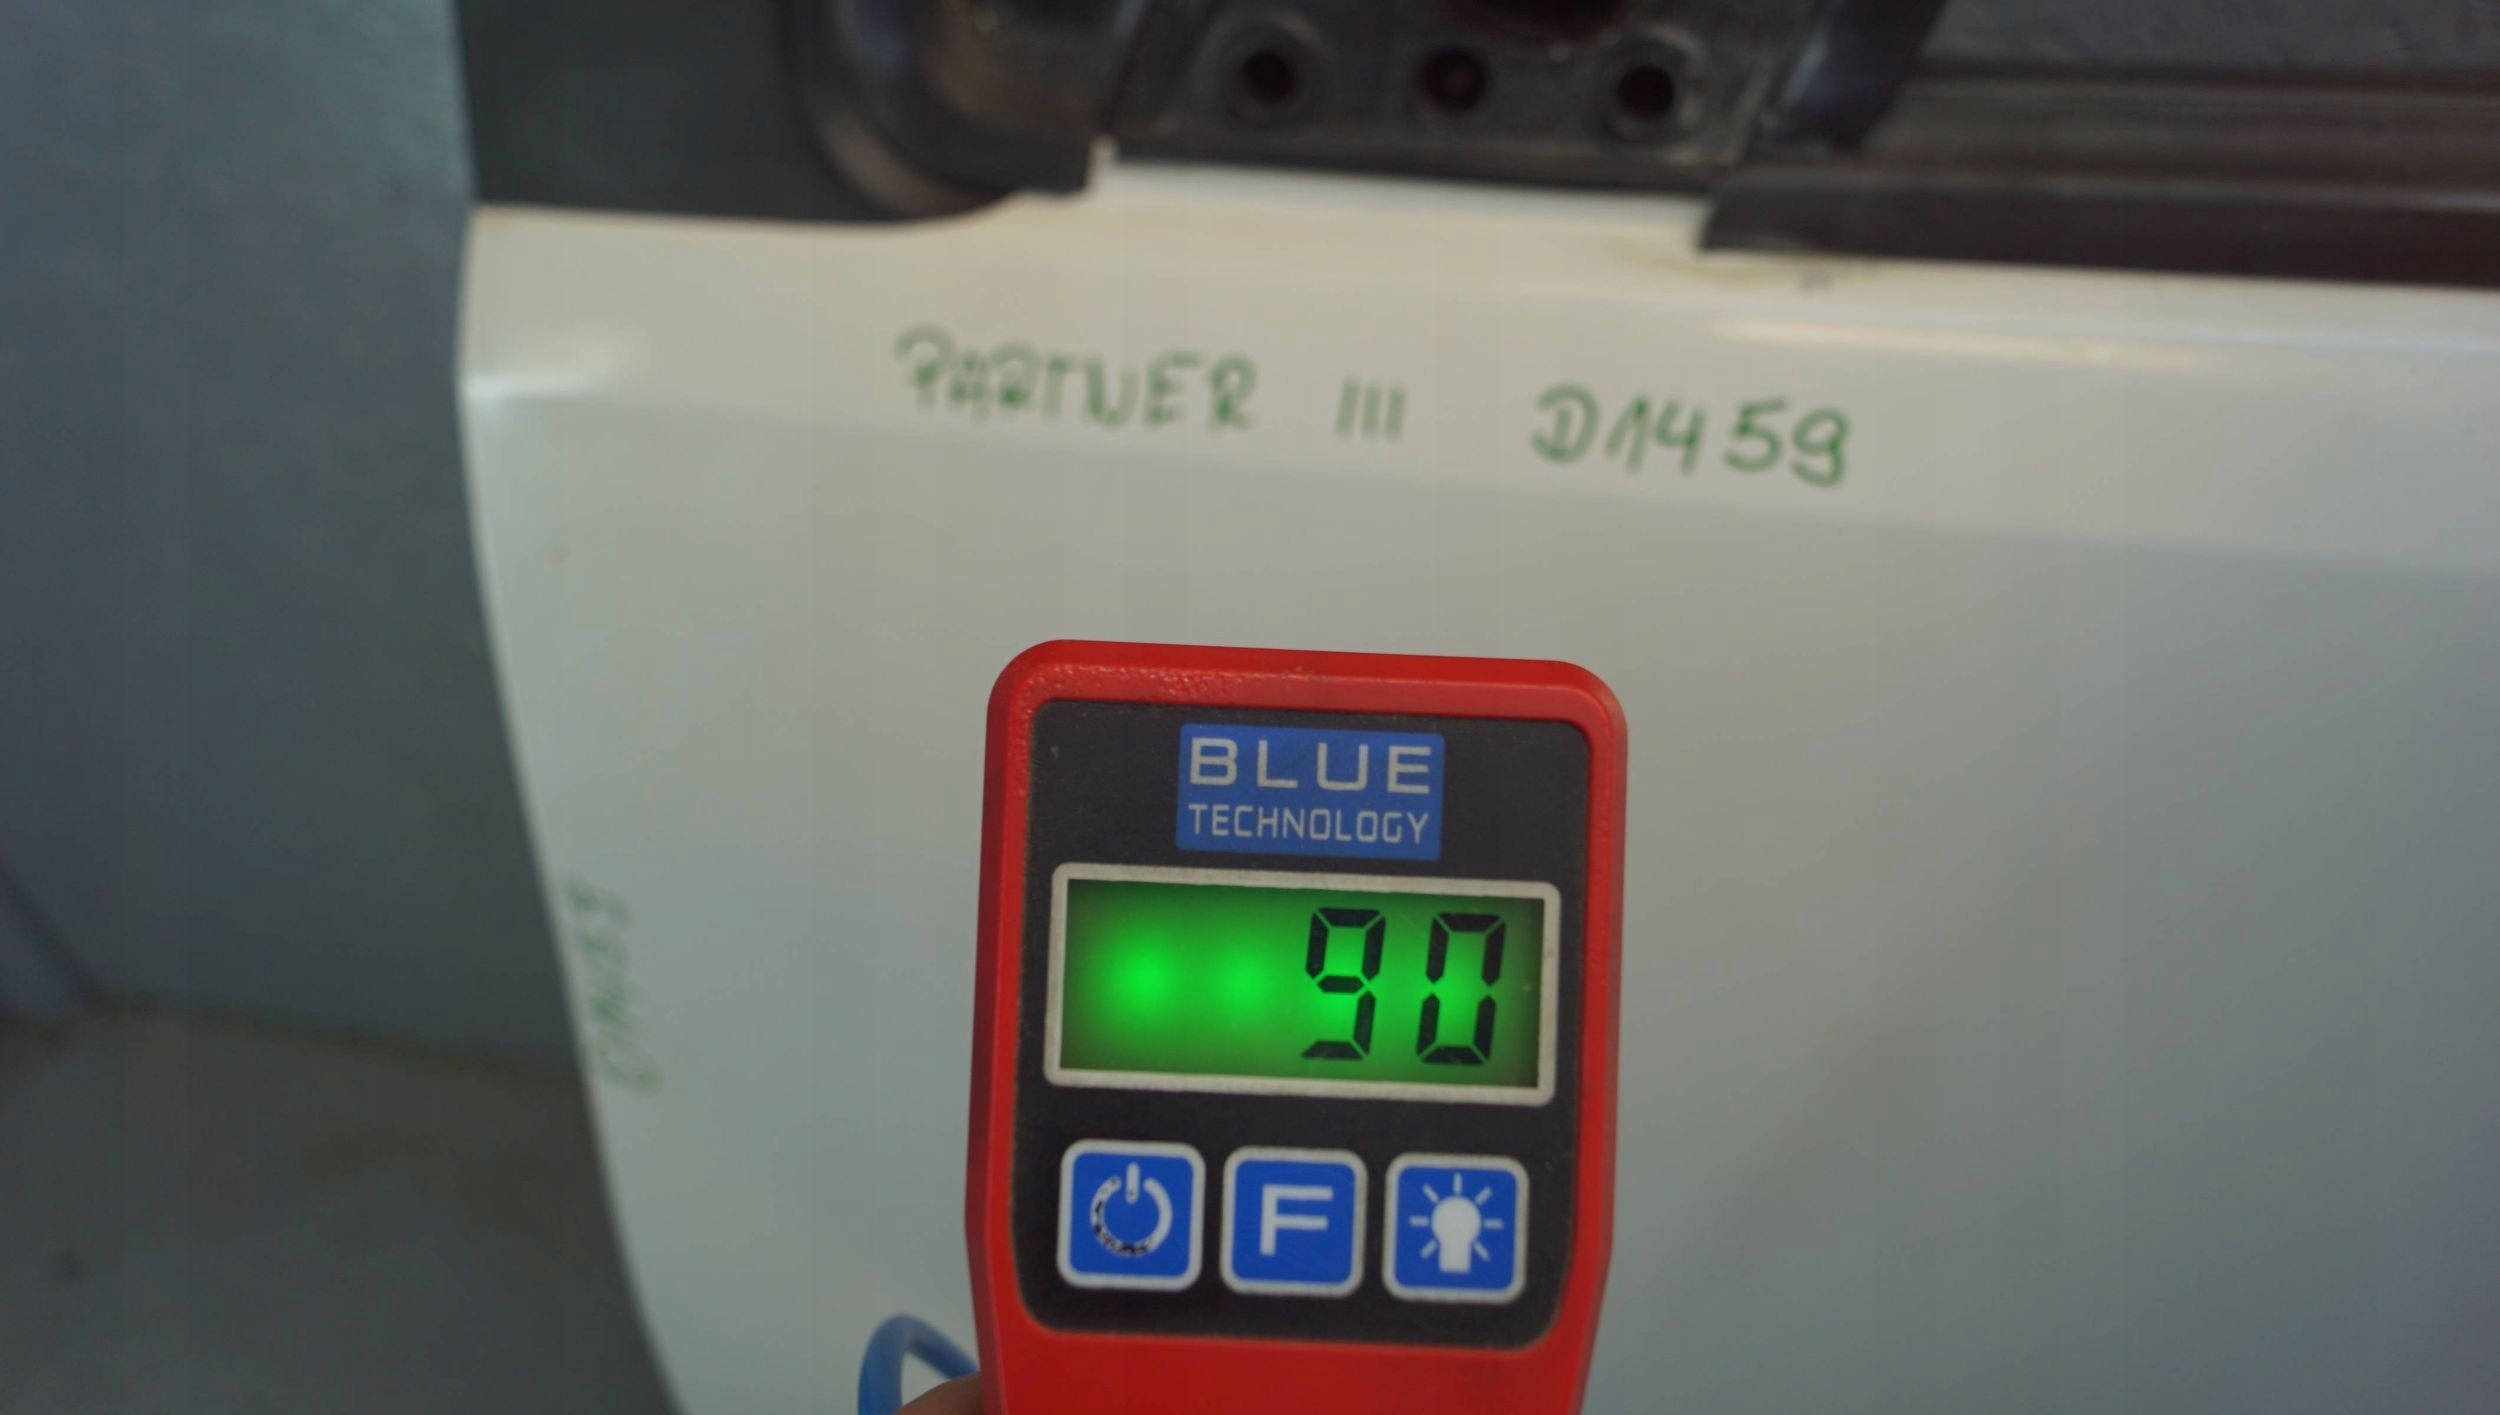 PARTNER III D1459
BLUE
TECHNOLOGY
90
F